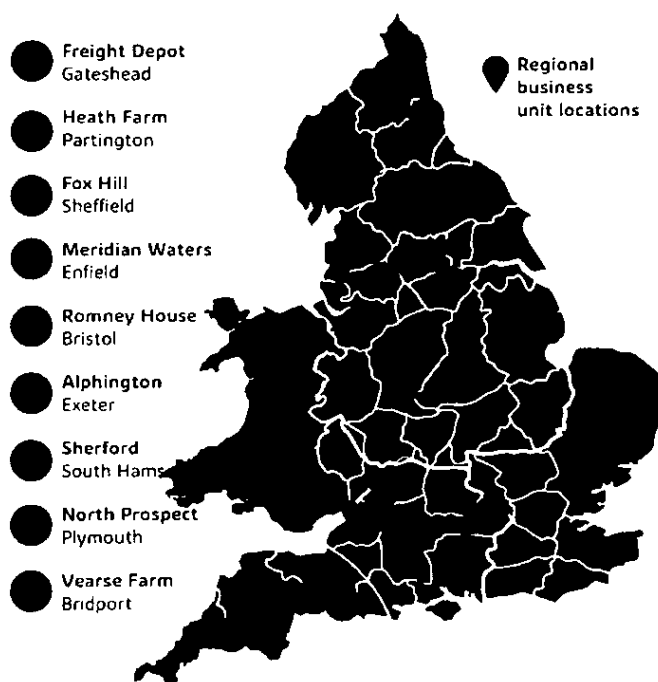 Freight Depot
Gateshead
Heath Farm
Partington
Fox Hill
Sheffield
Meridian Waters
Enfield
Romney House
Bristol
Alphington
Exeter
Sherford
South Hams
North Prospect
Plymouth
Vearse Farm
Bridport
Regional
business
unit locations